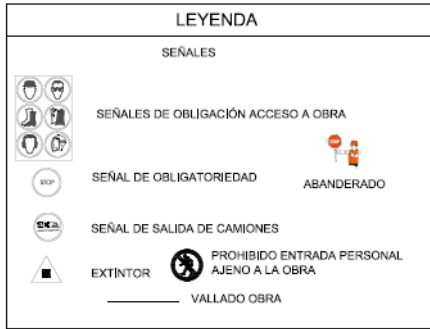 LEYENDA
SEÑALES
SEÑALES DE OBLIGACIÓN ACCESO A OBRA
STOP
SEÑAL DE OBLIGATORIEDAD
ABANDERADO
SEÑAL DE SALIDA DE CAMIONES
EXTINTOR
PROHIBIDO ENTRADA PERSONAL
AJENO A LA OBRA
VALLADO OBRA